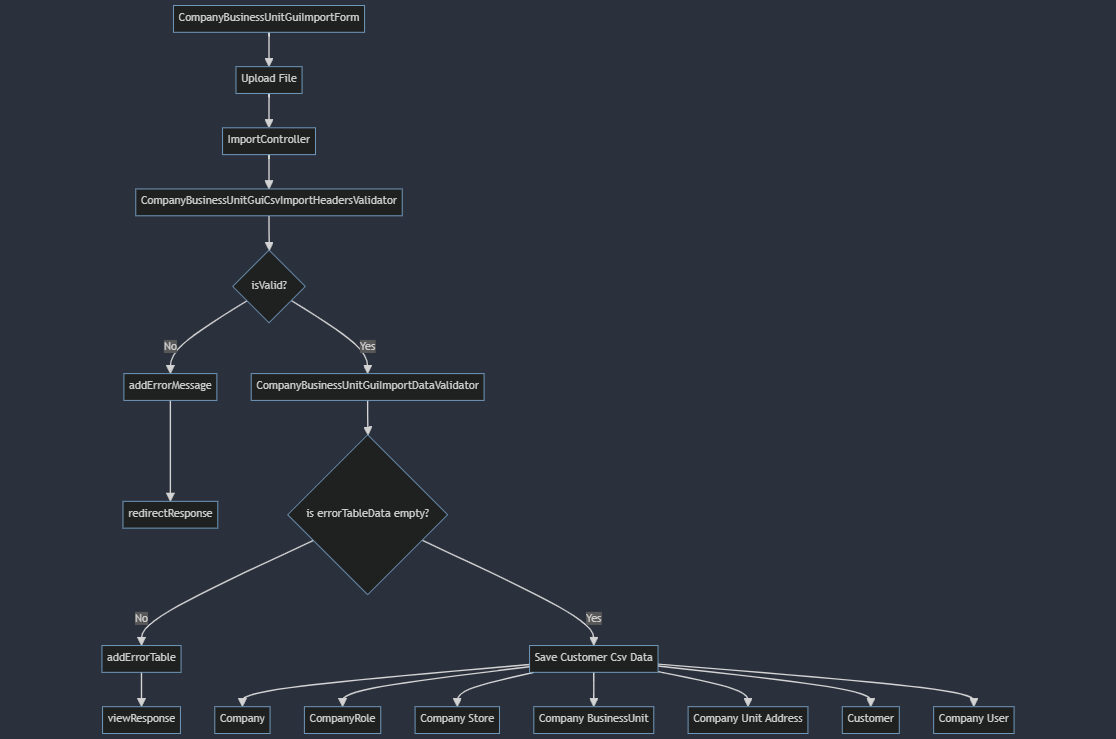 CompanyBusinessUnitGuiImportForm
Upload File
ImportController
CompanyBusinessUnitGuiCsvImportHeadersValidator
isValid?
No
Yes
addErrorMessage
CompanyBusinessUnitGuiImportDataValidator
redirectResponse
is errorTableData empty?
No
Yes
addErrorTable
Save Customer Csv Data
viewResponse
Company
CompanyRole
Company Store
Company BusinessUnit
Company Unit Address
Customer
Company User